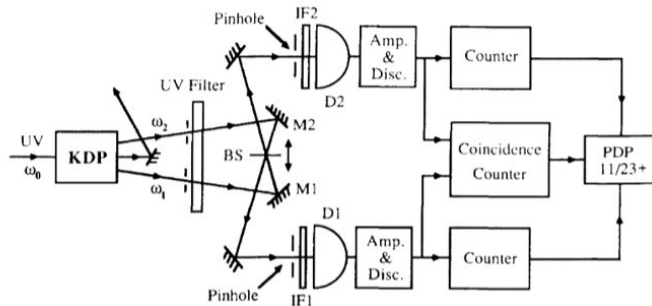 Pinhole
IF2
Amp.
&
Disc.
Counter
D2
UV Filter
UV
ω₀
KDP
ω₂
ω₁
M2
BS
M1
Coincidence
Counter
PDP
11/23+
D1
Amp.
&
Disc.
Counter
Pinhole
IF1